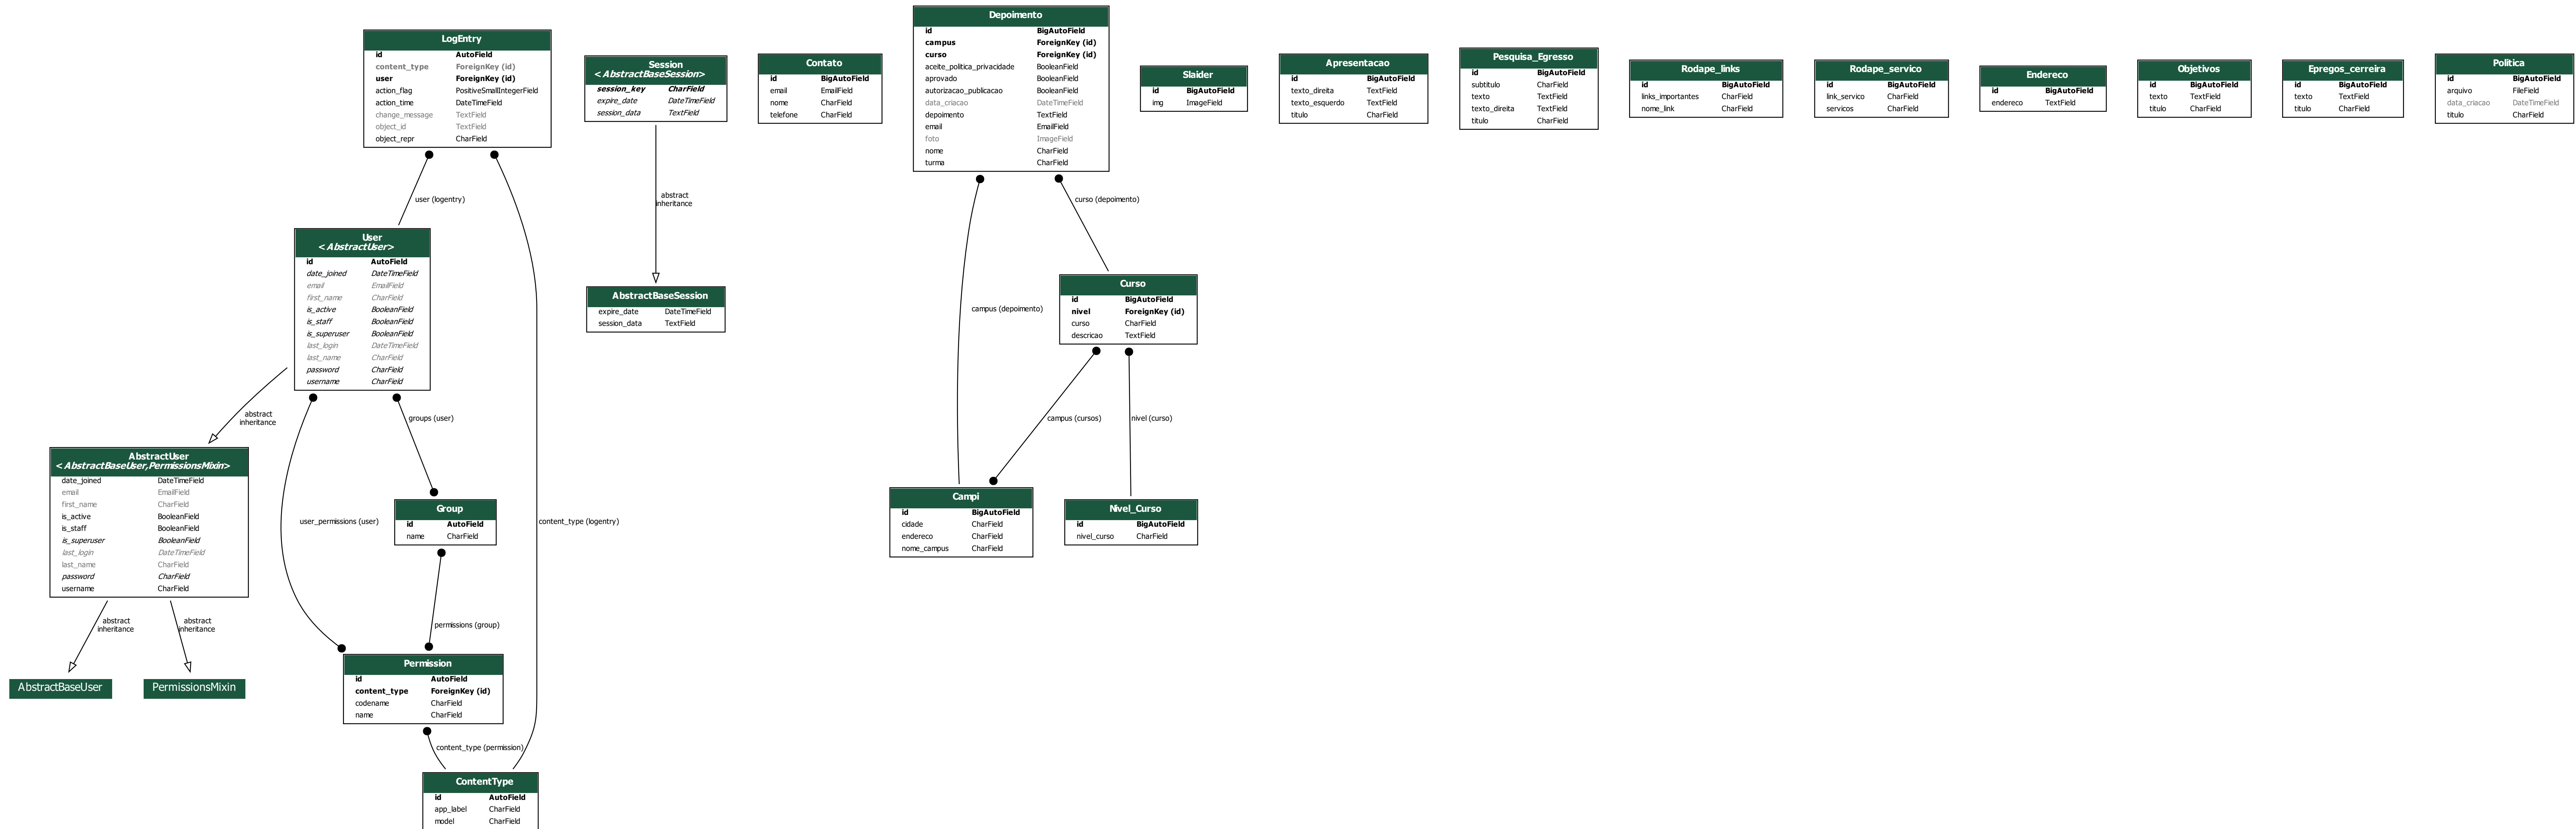 LogEntry
id AutoField
content_type ForeignKey (id)
user ForeignKey (id)
action_flag PositiveSmallIntegerField
action_time DateTimeField
change_message TextField
object_id TextField
object_repr CharField
user (logentry)
User
<AbstractUser>
id AutoField
date_joined DateTimeField
email EmailField
first_name CharField
is_active BooleanField
is_staff BooleanField
is_superuser BooleanField
last_login DateTimeField
last_name CharField
password CharField
username CharField
abstract
inheritance
groups (user)
AbstractUser
<AbstractBaseUser,PermissionsMixin>
date_joined DateTimeField
email EmailField
first_name CharField
is_active BooleanField
is_staff BooleanField
is_superuser BooleanField
last_login DateTimeField
last_name CharField
password CharField
username CharField
abstract
inheritance
abstract
inheritance
AbstractBaseUser
PermissionsMixin
user_permissions (user)
Group
id AutoField
name CharField
content_type (logentry)
permissions (group)
Permission
id AutoField
content_type ForeignKey (id)
codename CharField
name CharField
content_type (permission)
ContentType
id AutoField
app_label CharField
model CharField
Session
<AbstractBaseSession>
session_key CharField
expire_date DateTimeField
session_data TextField
abstract
inheritance
AbstractBaseSession
expire_date DateTimeField
session_data TextField
Contato
id BigAutoField
email EmailField
nome CharField
telefone CharField
Depoimento
id BigAutoField
campus ForeignKey (id)
curso ForeignKey (id)
aceite_politica_privacidade BooleanField
aprovado BooleanField
autorizacao_publicacao BooleanField
data_criacao DateTimeField
depoimento TextField
email EmailField
foto ImageField
nome CharField
turma CharField
curso (depoimento)
campus (depoimento)
Curso
id BigAutoField
nivel ForeignKey (id)
curso CharField
descricao TextField
campus (cursos)
nivel (curso)
Campi
id BigAutoField
cidade CharField
endereco CharField
nome_campus CharField
Nivel_Curso
id BigAutoField
nivel_curso CharField
Slaider
id BigAutoField
img ImageField
Apresentacao
id BigAutoField
texto_direita TextField
texto_esquerdo TextField
titulo CharField
Pesquisa_Egresso
id BigAutoField
subtitulo CharField
texto TextField
texto_direita TextField
titulo CharField
Rodape_links
id BigAutoField
links_importantes CharField
nome_link CharField
Rodape_servico
id BigAutoField
link_servico CharField
servicos CharField
Endereco
id BigAutoField
endereco TextField
Objetivos
id BigAutoField
texto TextField
titulo CharField
Epregos_cerreira
id BigAutoField
texto TextField
titulo CharField
Politica
id BigAutoField
arquivo FileField
data_criacao DateTimeField
titulo CharField